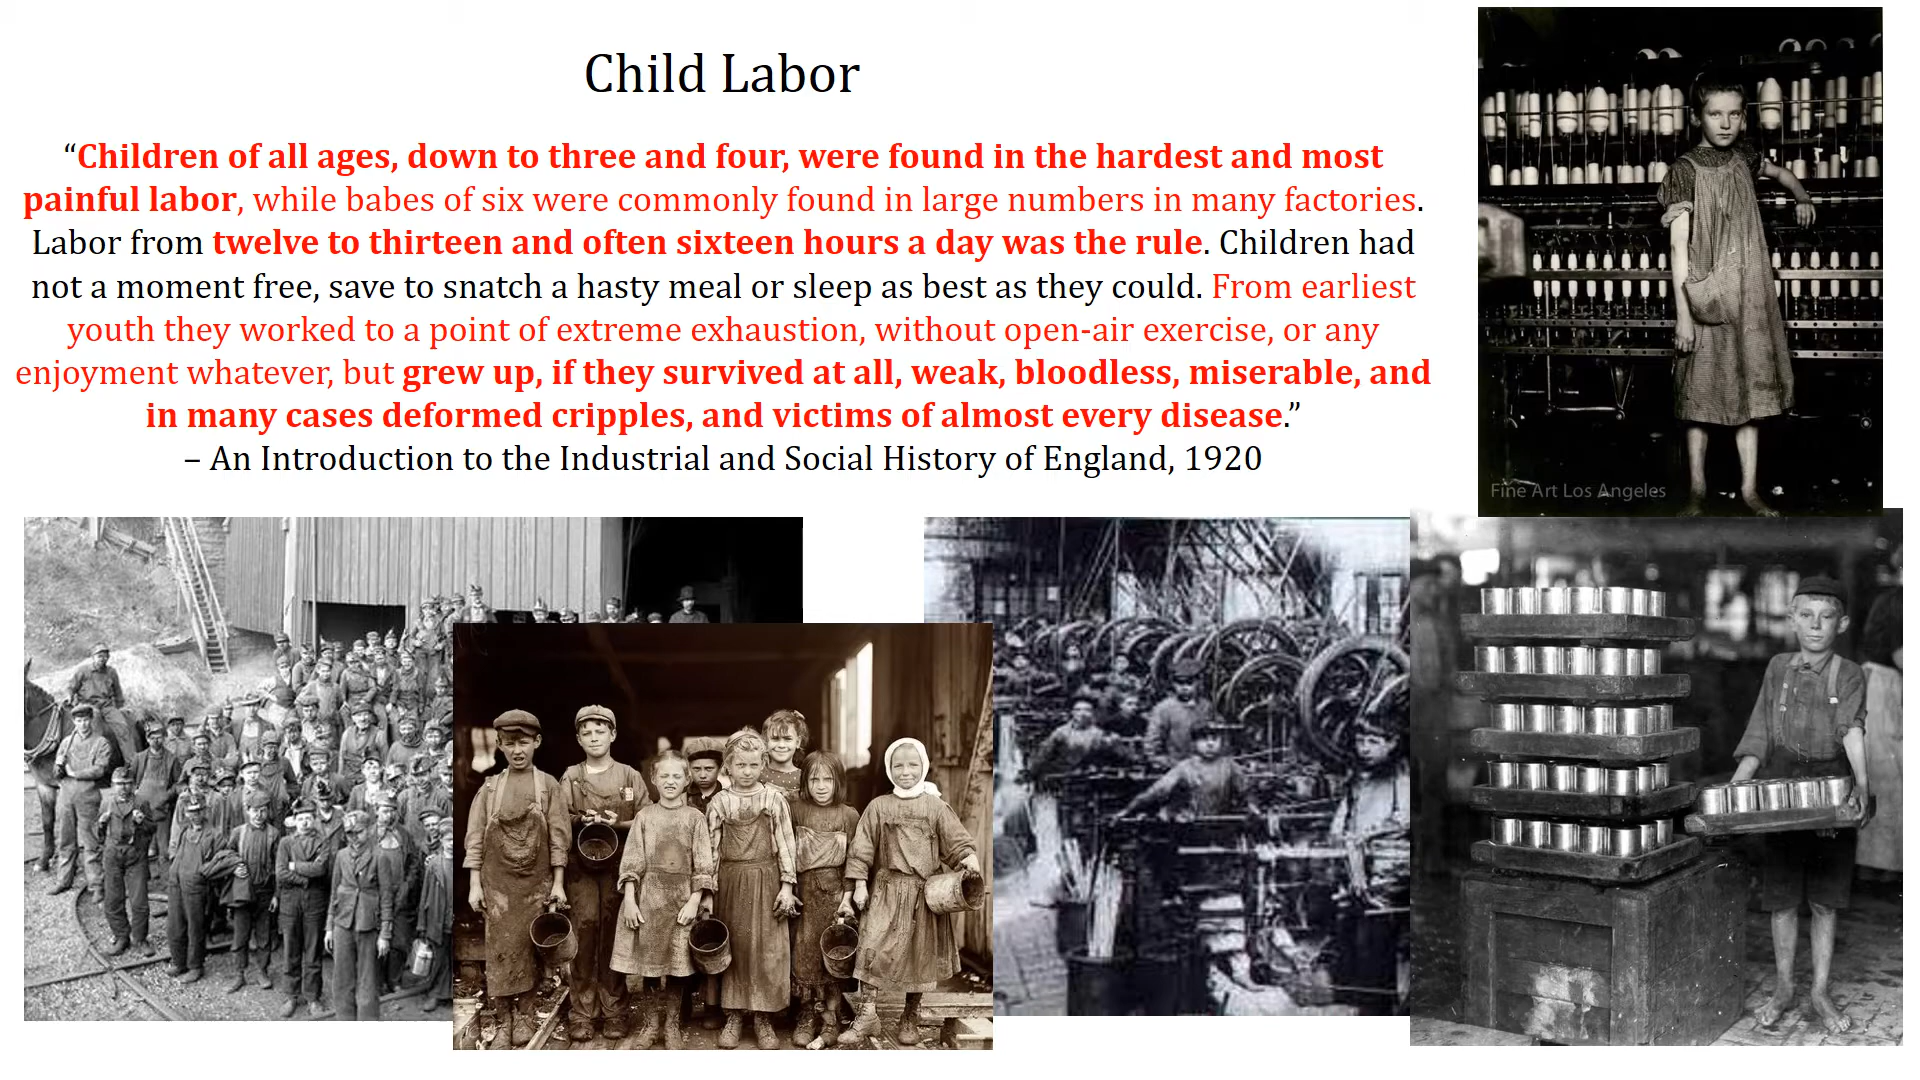 Child Labor
“Children of all ages, down to three and four, were found in the hardest and most
painful labor, while babes of six were commonly found in large numbers in many factories.
Labor from twelve to thirteen and often sixteen hours a day was the rule. Children had
not a moment free, save to snatch a hasty meal or sleep as best as they could. From earliest
youth they worked to a point of extreme exhaustion, without open-air exercise, or any
enjoyment whatever, but grew up, if they survived at all, weak, bloodless, miserable, and
in many cases deformed cripples, and victims of almost every disease.”
– An Introduction to the Industrial and Social History of England, 1920
Fine Art Los Angeles